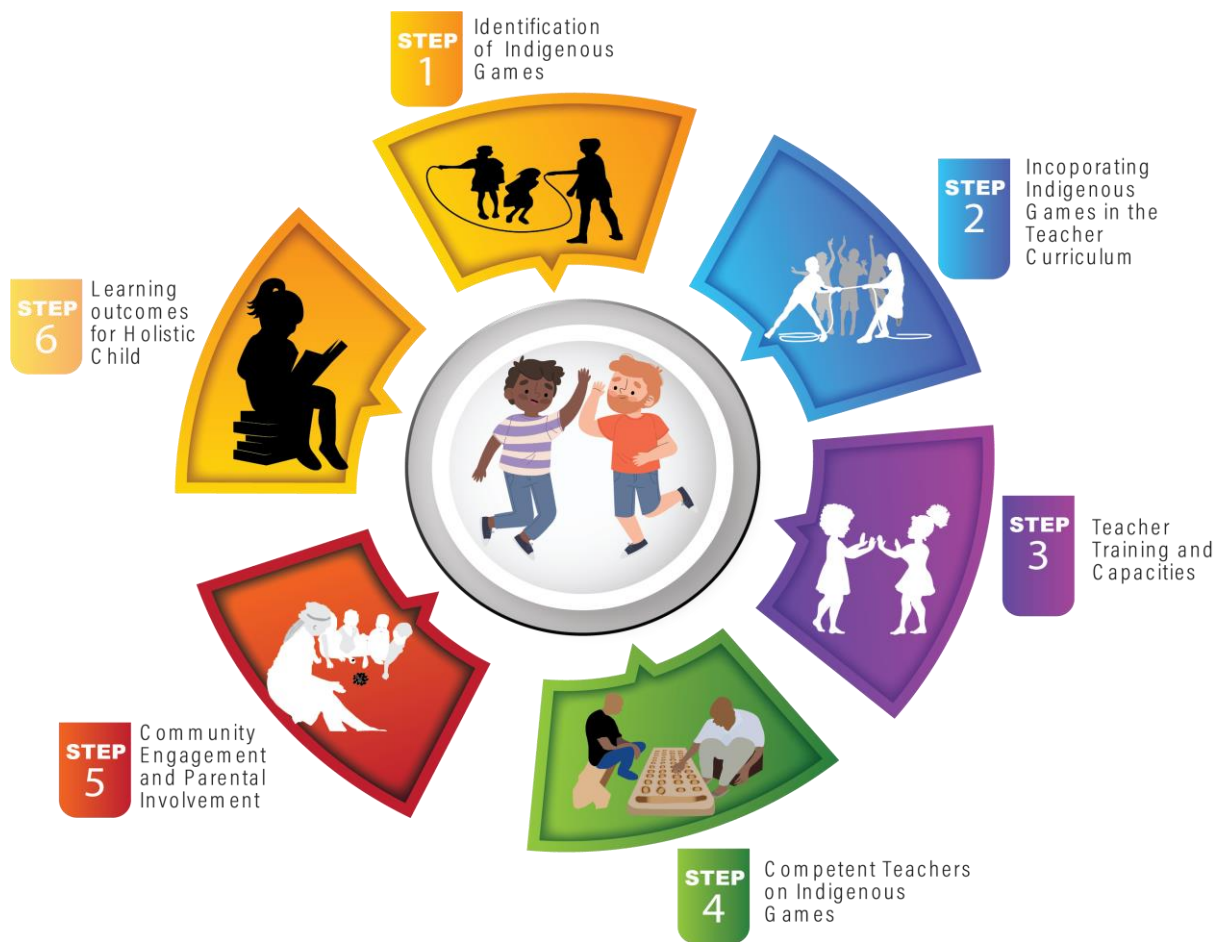 STEP
1
Identification
of Indigenous
Games
STEP
2
Incoporating
Indigenous
Games in the
Teacher
Curriculum
STEP
3
Teacher
Training and
Capacities
STEP
4
Competent Teachers
on Indigenous
Games
STEP
5
Community
Engagement
and Parental
Involvement
STEP
6
Learning
outcomes
for Holistic
Child